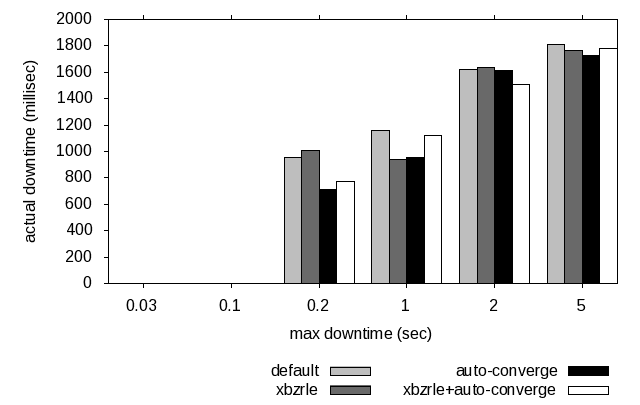 2000
1800
1600
1400
1200
1000
800
600
400
200
0
actual downtime (millisec)
0.03 0.1 0.2 1 2 5
max downtime (sec)
default auto-converge
xbzrle xbzrle+auto-converge